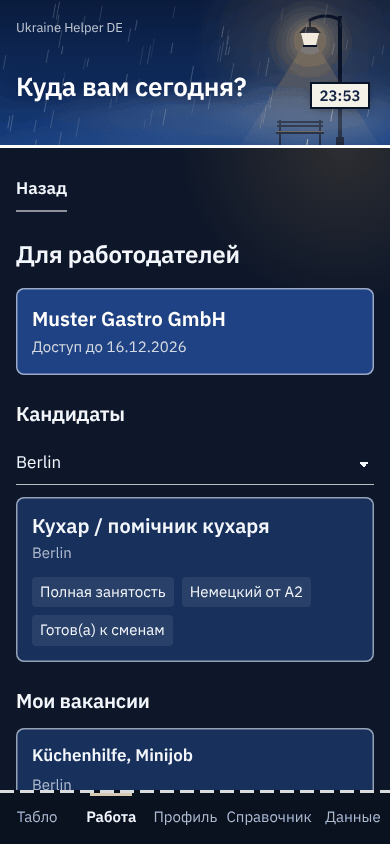 Ukraine Helper DE
Куда вам сегодня?
23:53
Назад
Для работодателей
Muster Gastro GmbH
Доступ до 16.12.2026
Кандидаты
Berlin
Кухар / помічник кухаря
Berlin
Полная занятость
Немецкий от A2
Готов(а) к сменам
Мои вакансии
Küchenhilfe, Minijob
Berlin
Табло
Работа
Профиль
Справочник
Данные